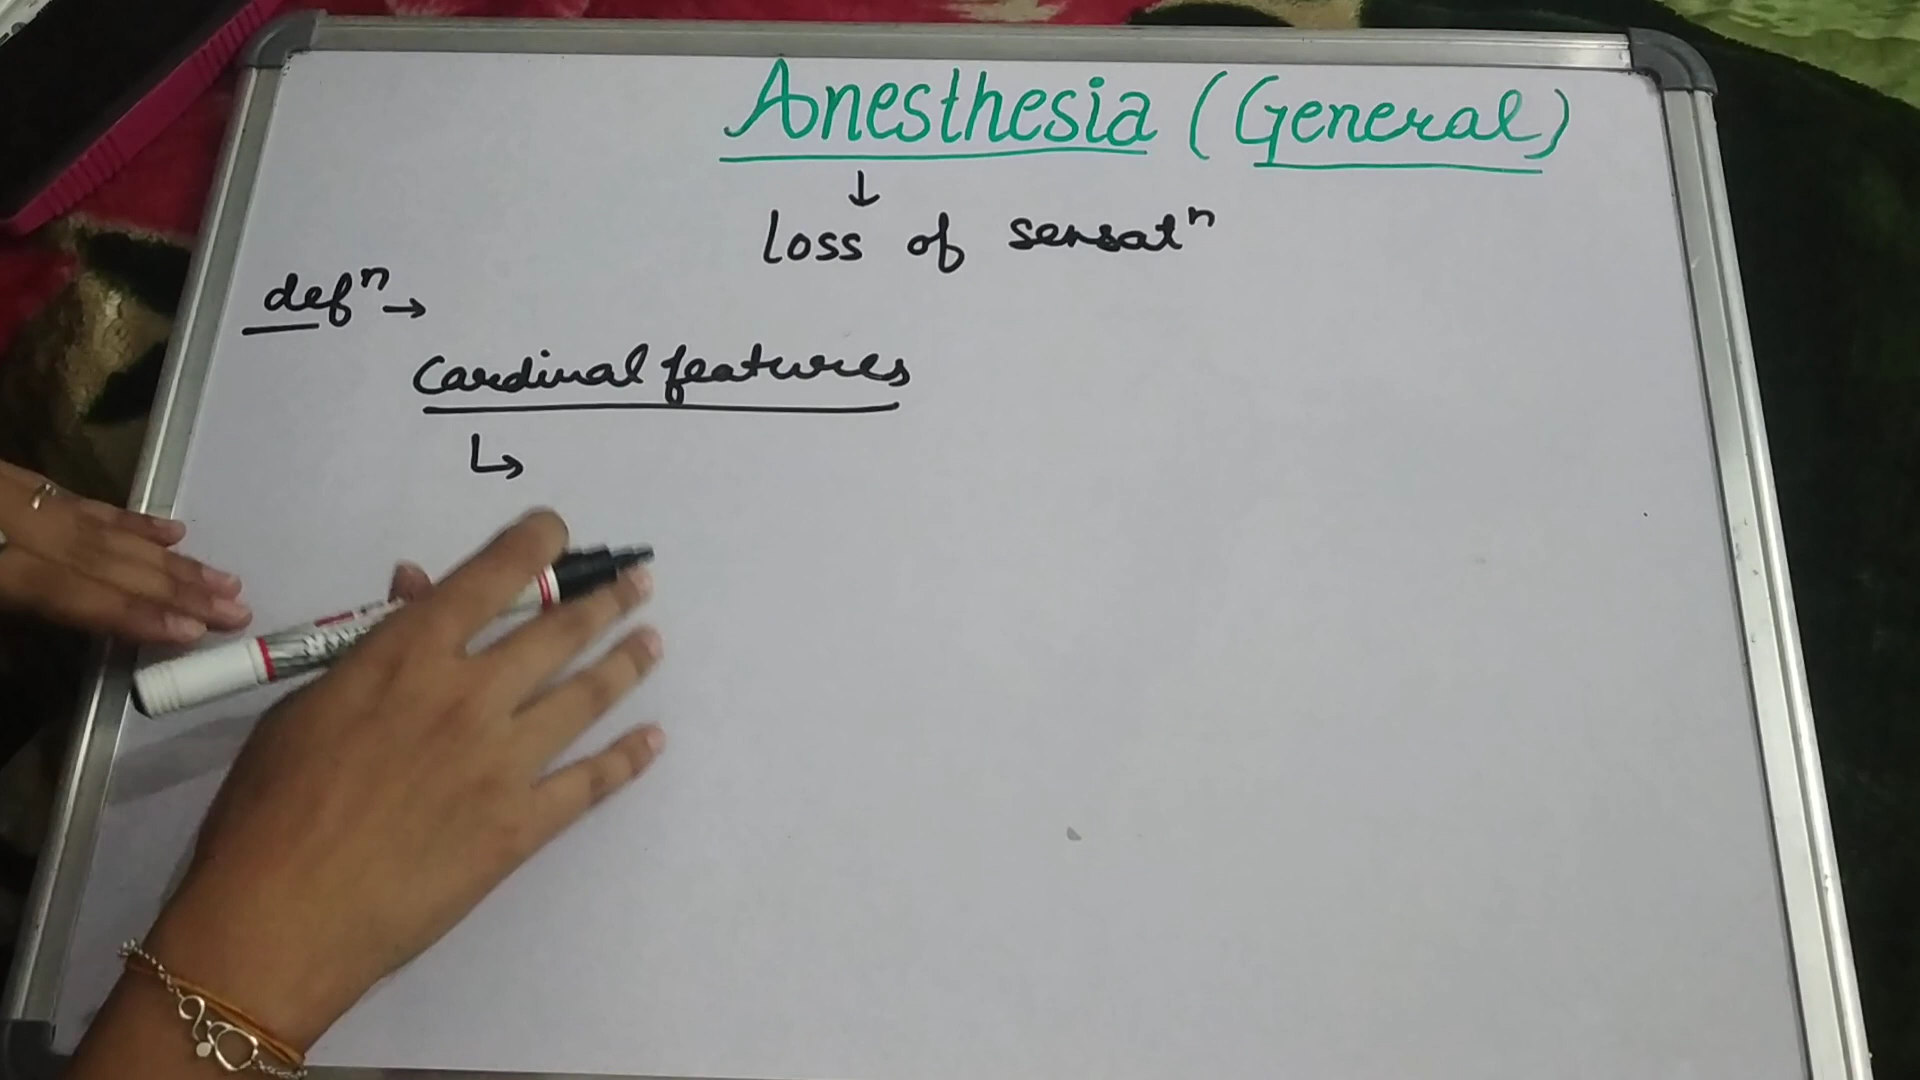 Anesthesia (General)
↓
loss of sensatⁿ
defⁿ →
Cardinal features
↳